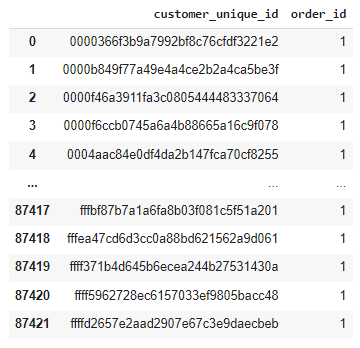 customer_unique_id order_id
0 0000366f3b9a7992bf8c76cfdf3221e2 1
1 0000b849f77a49e4a4ce2b2a4ca5be3f 1
2 0000f46a3911fa3c0805444483337064 1
3 0000f6ccb0745a6a4b88665a16c9f078 1
4 0004aac84e0df4da2b147fca70cf8255 1
... ... ...
87417 fffbf87b7a1a6fa8b03f081c5f51a201 1
87418 fffea47cd6d3cc0a88bd621562a9d061 1
87419 ffff371b4d645b6ecea244b27531430a 1
87420 ffff5962728ec6157033ef9805bacc48 1
87421 ffffd2657e2aad2907e67c3e9daecbeb 1